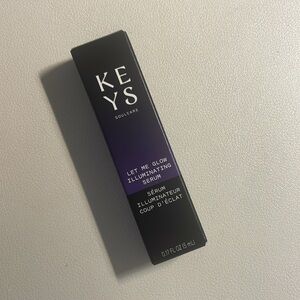 KE
YS
SOULCARE
LET ME GLOW
ILLUMINATING
SERUM
SÉRUM
ILLUMINATEUR
COUP D'ÉCLAT
0.17 FL OZ (5 mL)